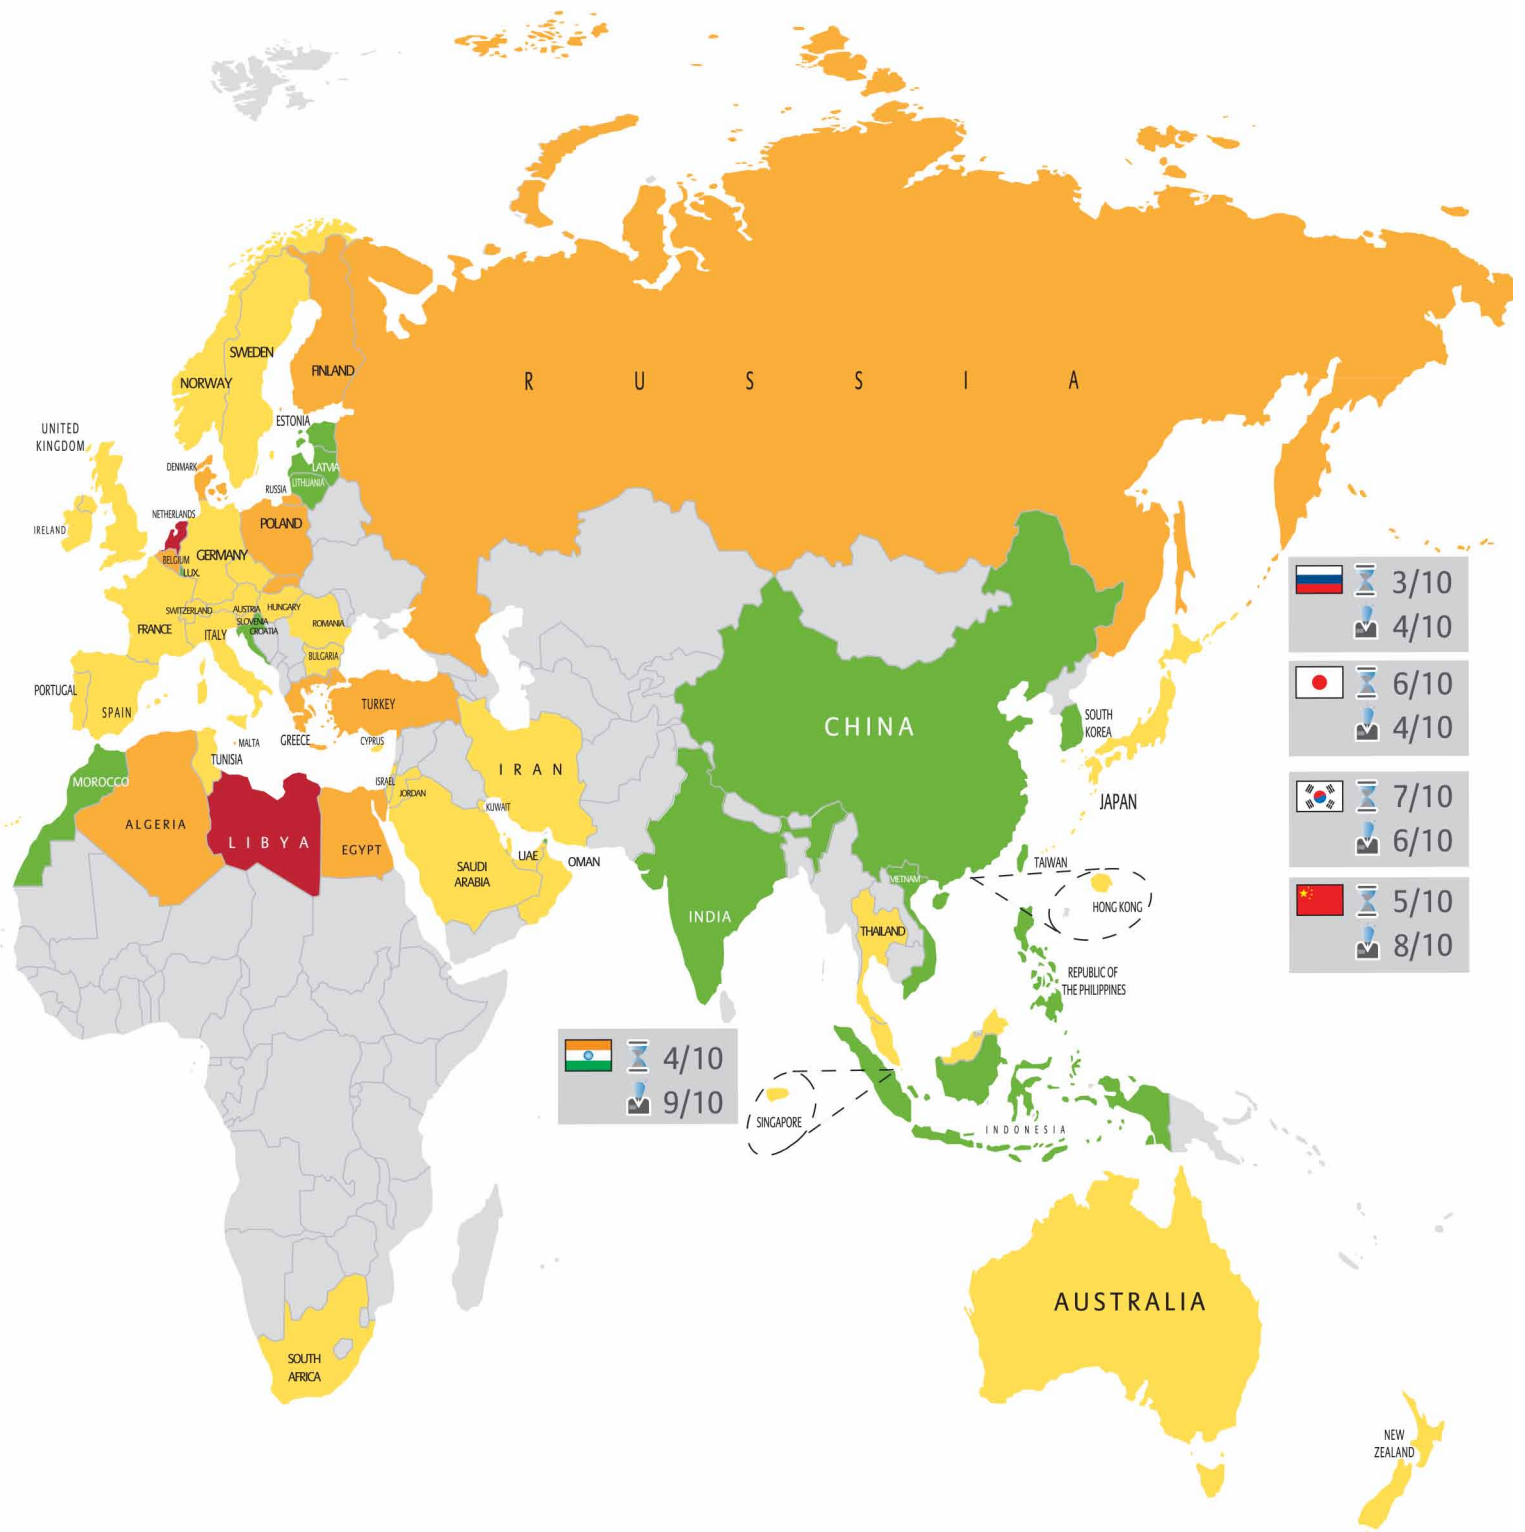 R U S S I A
SWEDEN
FINLAND
NORWAY
ESTONIA
UNITED
KINGDOM
DENMARK
LATVIA
LITHUANIA
RUSSIA
NETHERLANDS
POLAND
IRELAND
GERMANY
BELGIUM
LUX.
SWITZERLAND
AUSTRIA
HUNGARY
SLOVENIA
CROATIA
ROMANIA
FRANCE
ITALY
BULGARIA
PORTUGAL
SPAIN
TURKEY
GREECE
MALTA
CYPRUS
TUNISIA
MOROCCO
ALGERIA
LIBYA
EGYPT
ISRAEL
JORDAN
IRAN
KUWAIT
SAUDI
ARABIA
UAE
OMAN
CHINA
SOUTH
KOREA
JAPAN
TAIWAN
VIETNAM
HONG KONG
INDIA
THAILAND
REPUBLIC OF
THE PHILIPPINES
3/10
4/10
6/10
4/10
7/10
6/10
5/10
8/10
4/10
9/10
SINGAPORE
INDONESIA
AUSTRALIA
SOUTH
AFRICA
NEW
ZEALAND